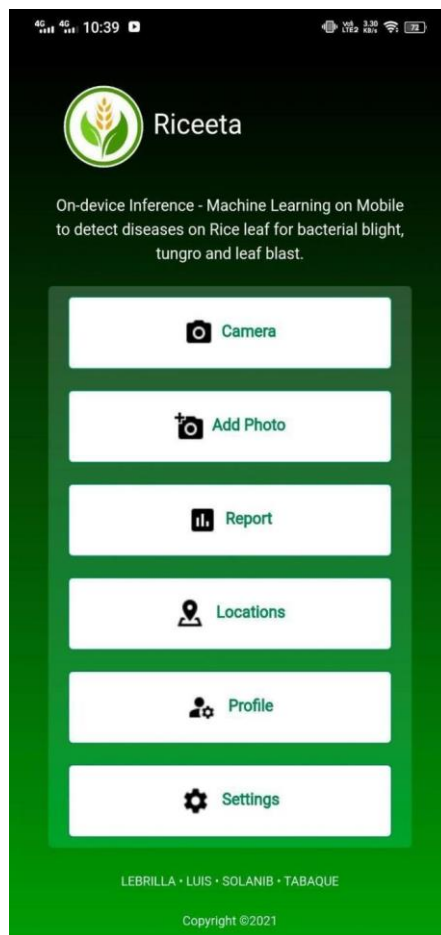 4G 4G 10:39 VoB LTE2 3.30 KB/s 72
Riceeta
On-device Inference - Machine Learning on Mobile
to detect diseases on Rice leaf for bacterial blight,
tungro and leaf blast.
Camera
Add Photo
Report
Locations
Profile
Settings
LEBRILLA • LUIS • SOLANIB • TABAQUE
Copyright ©2021